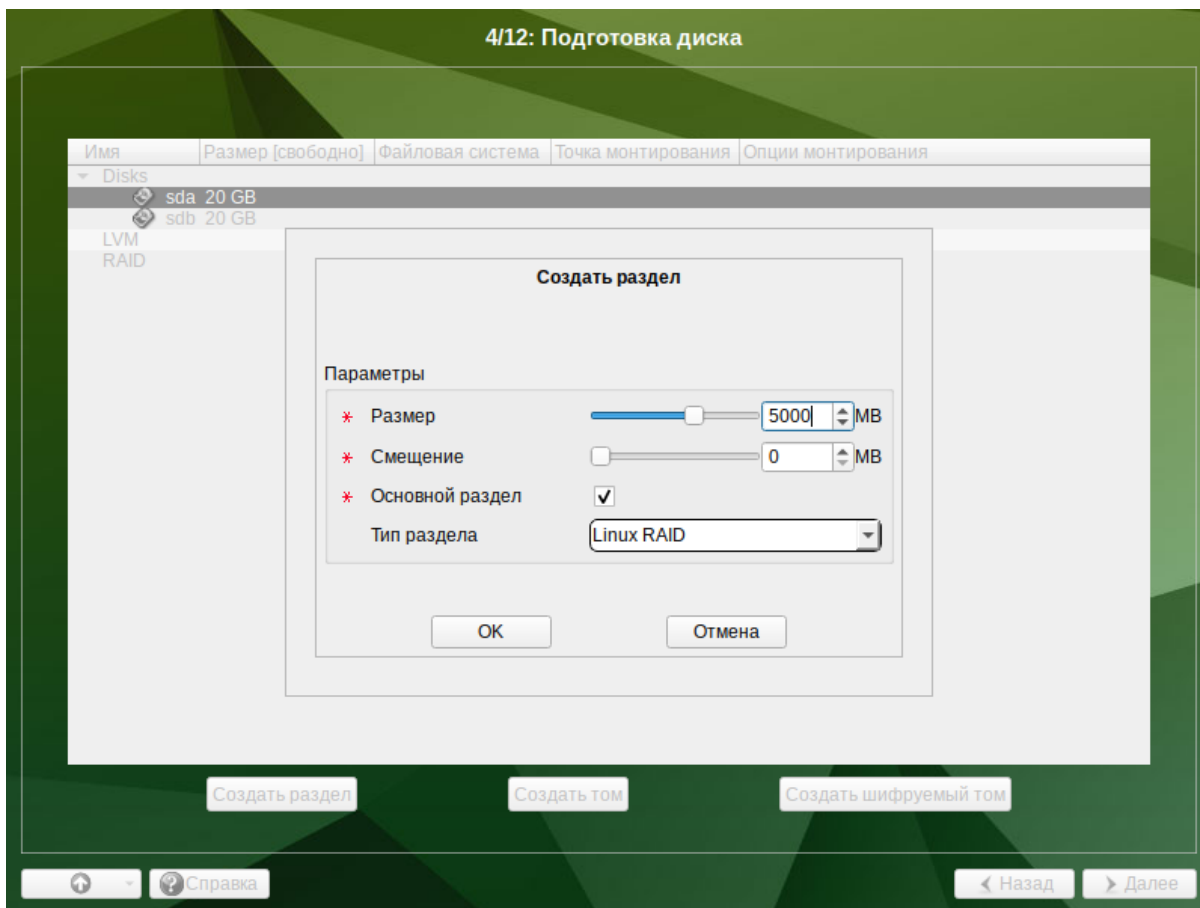 4/12: Подготовка диска
Имя Размер [свободно] Файловая система Точка монтирования Опции монтирования
Disks
sda 20 GB
sdb 20 GB
LVM
RAID
Создать раздел
Параметры
* Размер 5000 MB
* Смещение 0 MB
* Основной раздел
Тип раздела Linux RAID
OK Отмена
Создать раздел Создать том Создать шифруемый том
Справка Назад Далее